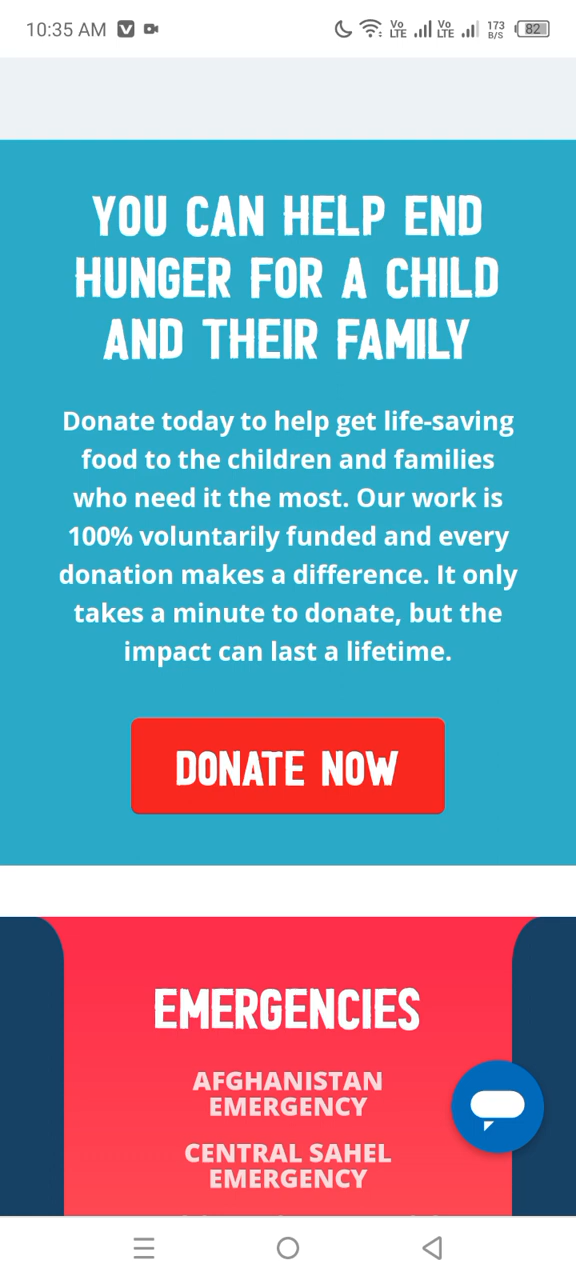 10:35 AM
Vo LTE Vo LTE 173 B/S 82
YOU CAN HELP END
HUNGER FOR A CHILD
AND THEIR FAMILY
Donate today to help get life-saving
food to the children and families
who need it the most. Our work is
100% voluntarily funded and every
donation makes a difference. It only
takes a minute to donate, but the
impact can last a lifetime.
DONATE NOW
EMERGENCIES
AFGHANISTAN
EMERGENCY
CENTRAL SAHEL
EMERGENCY